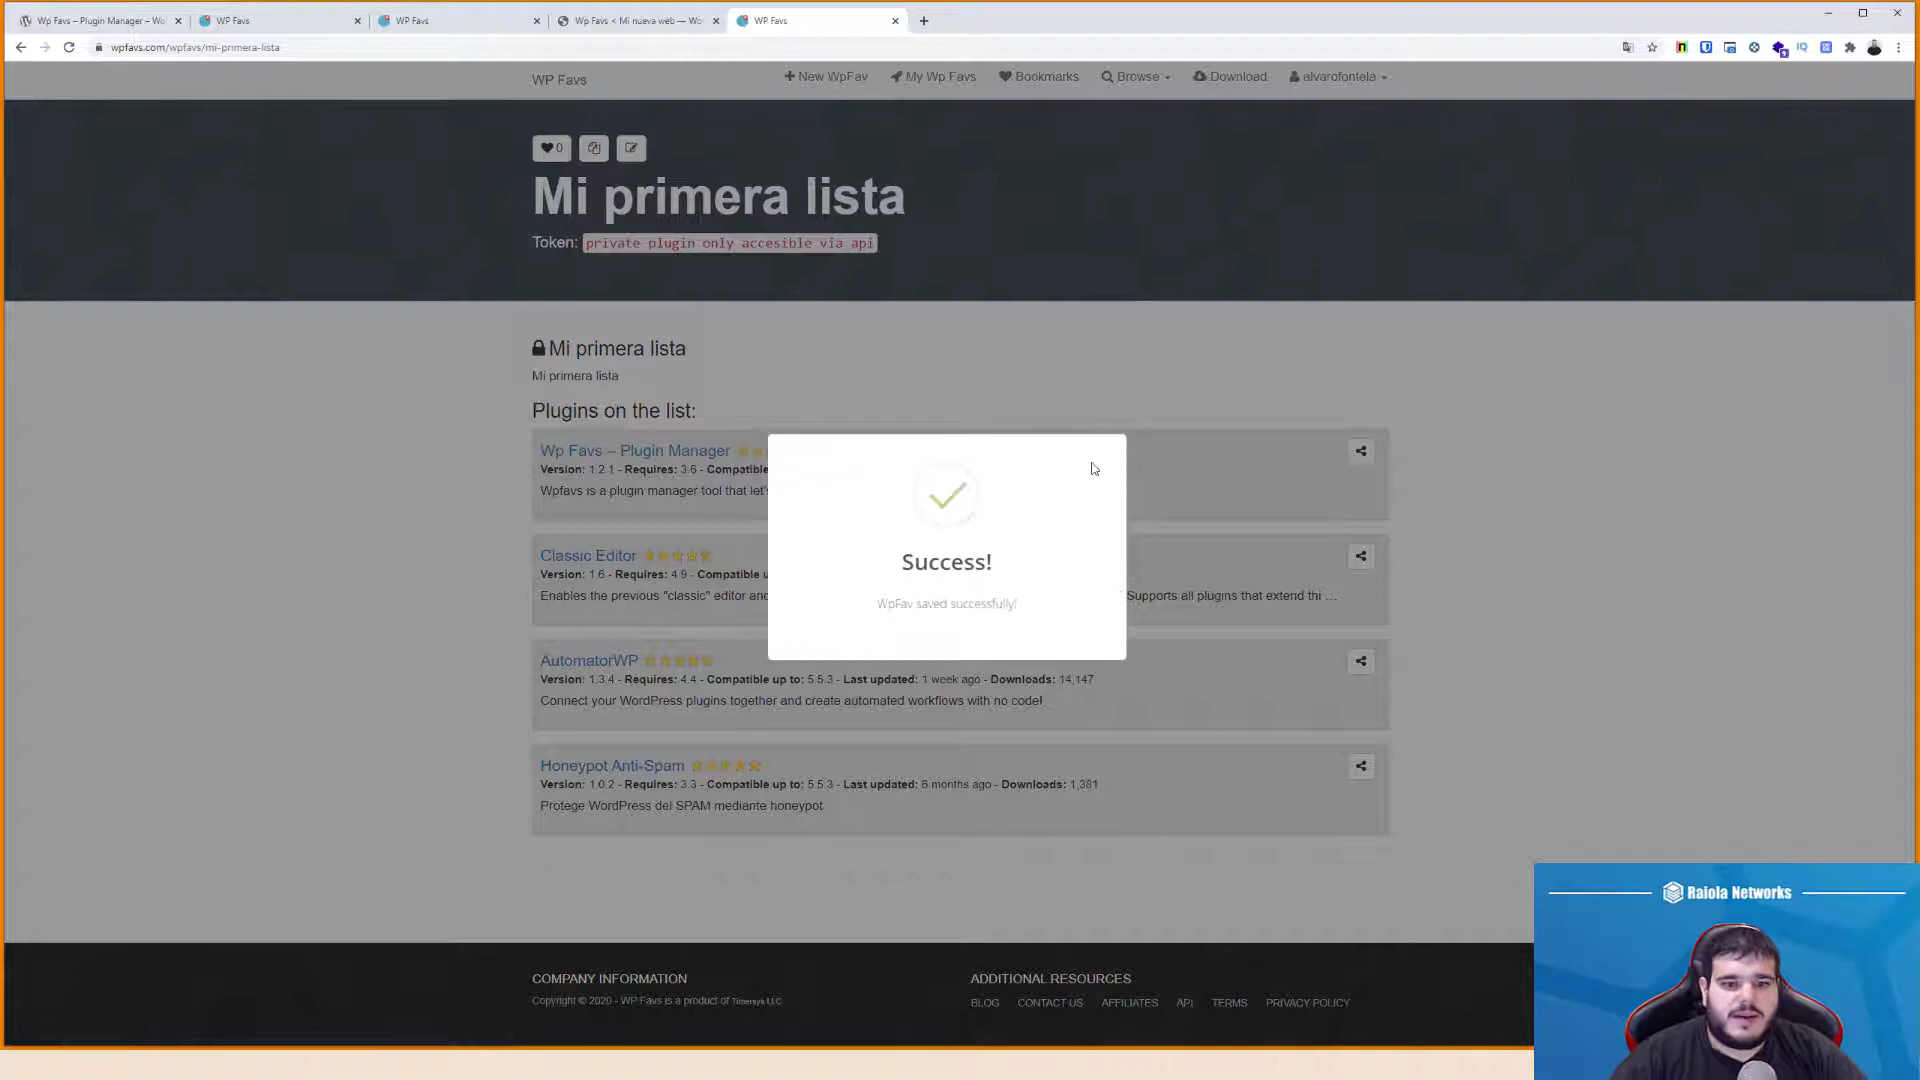 Wp Favs – Plugin Manager – Wo
WP Favs
WP Favs
Wp Favs < Mi nueva web — Wo
WP Favs
wpfavs.com/wpfavs/mi-primera-lista
WP Favs
New WpFav
My Wp Favs
Bookmarks
Browse
Download
alvarofontela
0
Mi primera lista
Token: private plugin only accesible via api
Mi primera lista
Mi primera lista
Plugins on the list:
Wp Favs – Plugin Manager
Version: 1.2.1 - Requires: 3.6 - Compatible
Wpfavs is a plugin manager tool that let's
Classic Editor
Version: 1.6 - Requires: 4.9 - Compatible u
Enables the previous "classic" editor and
Supports all plugins that extend thi ...
Success!
WpFav saved successfully!
AutomatorWP
Version: 1.3.4 - Requires: 4.4 - Compatible up to: 5.5.3 - Last updated: 1 week ago - Downloads: 14,147
Connect your WordPress plugins together and create automated workflows with no code!
Honeypot Anti-Spam
Version: 1.0.2 - Requires: 3.3 - Compatible up to: 5.5.3 - Last updated: 6 months ago - Downloads: 1,381
Protege WordPress del SPAM mediante honeypot
Raiola Networks
COMPANY INFORMATION
Copyright © 2020 - WP Favs is a product of Timersys LLC
ADDITIONAL RESOURCES
BLOG
CONTACT US
AFFILIATES
API
TERMS
PRIVACY POLICY